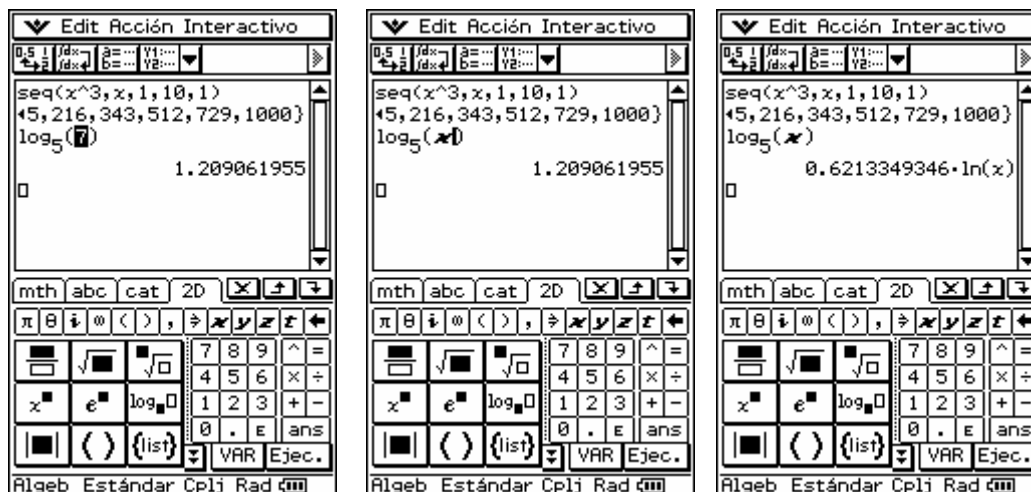 Edit Acción Interactivo
seq(x^3,x,1,10,1)
◂5,216,343,512,729,1000}
log5(7)
1.209061955
mth abc cat 2D
π θ i ∞ ( ) , ⇒ x y z t
7 8 9 ^ =
4 5 6 × ÷
x■ e■ log■□ 1 2 3 + −
0 . E ans
|■| ( ) {list} VAR Ejec.
Algeb Estándar Cplj Rad
Edit Acción Interactivo
seq(x^3,x,1,10,1)
◂5,216,343,512,729,1000}
log5(x)
1.209061955
mth abc cat 2D
π θ i ∞ ( ) , ⇒ x y z t
7 8 9 ^ =
4 5 6 × ÷
x■ e■ log■□ 1 2 3 + −
0 . E ans
|■| ( ) {list} VAR Ejec.
Algeb Estándar Cplj Rad
Edit Acción Interactivo
seq(x^3,x,1,10,1)
◂5,216,343,512,729,1000}
log5(x)
0.6213349346·ln(x)
mth abc cat 2D
π θ i ∞ ( ) , ⇒ x y z t
7 8 9 ^ =
4 5 6 × ÷
x■ e■ log■□ 1 2 3 + −
0 . E ans
|■| ( ) {list} VAR Ejec.
Algeb Estándar Cplj Rad